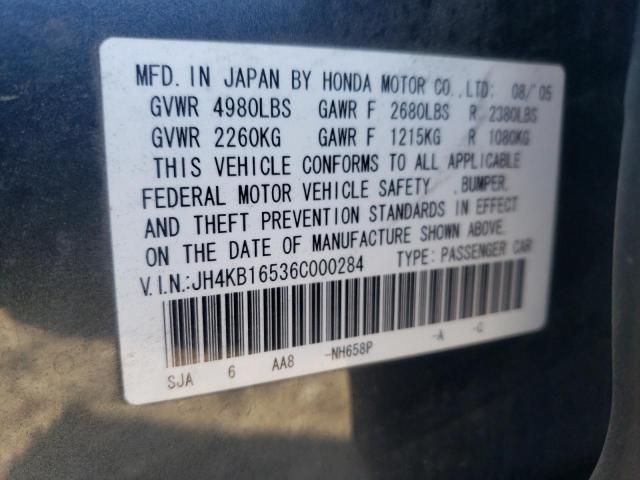 MFD. IN JAPAN BY HONDA MOTOR CO., LTD: 08/'05
GVWR 4980LBS GAWR F 2680LBS R 2380LBS
GVWR 2260KG GAWR F 1215KG R 1080KG
THIS VEHICLE CONFORMS TO ALL APPLICABLE
FEDERAL MOTOR VEHICLE SAFETY , BUMPER,
AND THEFT PREVENTION STANDARDS IN EFFECT
ON THE DATE OF MANUFACTURE SHOWN ABOVE.
V.I.N.:JH4KB16536C000284 TYPE: PASSENGER CAR
SJA 6 AA8 -NH658P -A -C